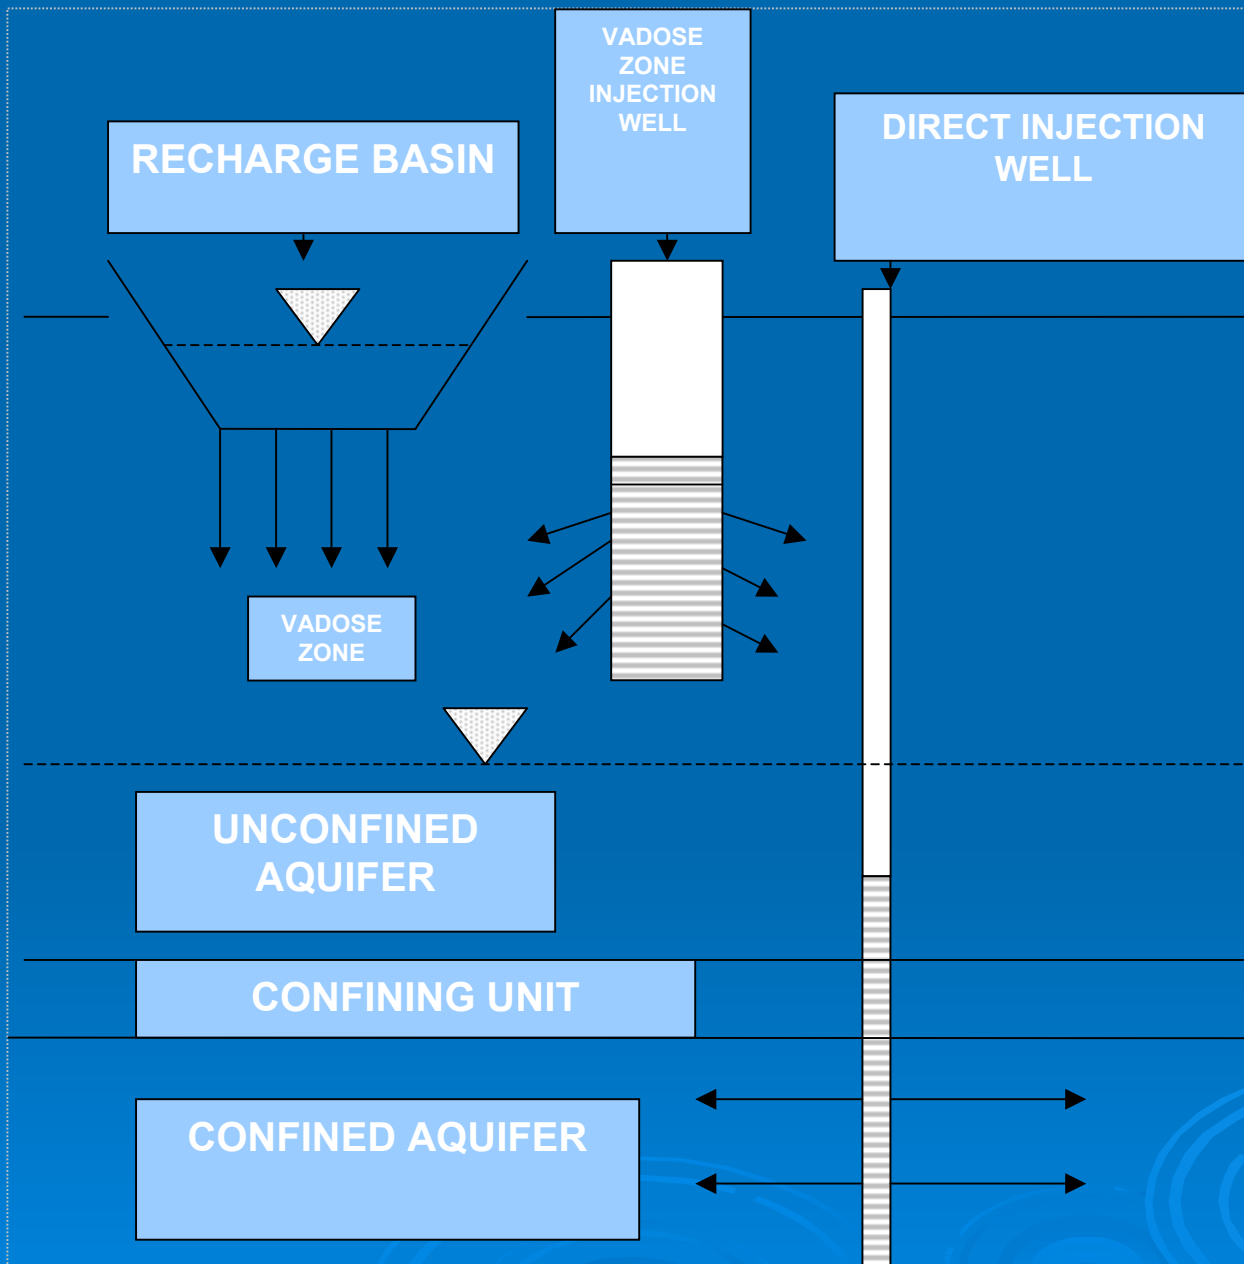 VADOSE
ZONE
INJECTION
WELL
DIRECT INJECTION
WELL
RECHARGE BASIN
VADOSE
ZONE
UNCONFINED
AQUIFER
CONFINING UNIT
CONFINED AQUIFER